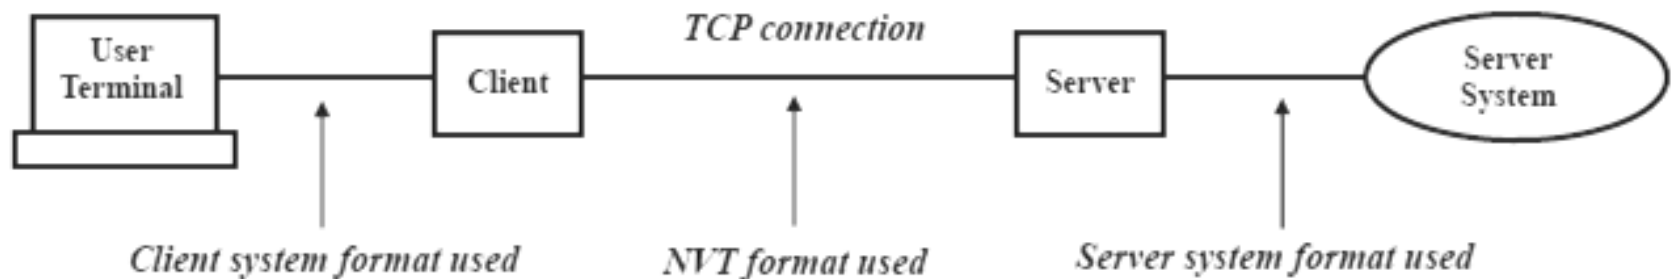 TCP connection
User
Terminal
Client
Server
Server
System
Client system format used
NVT format used
Server system format used